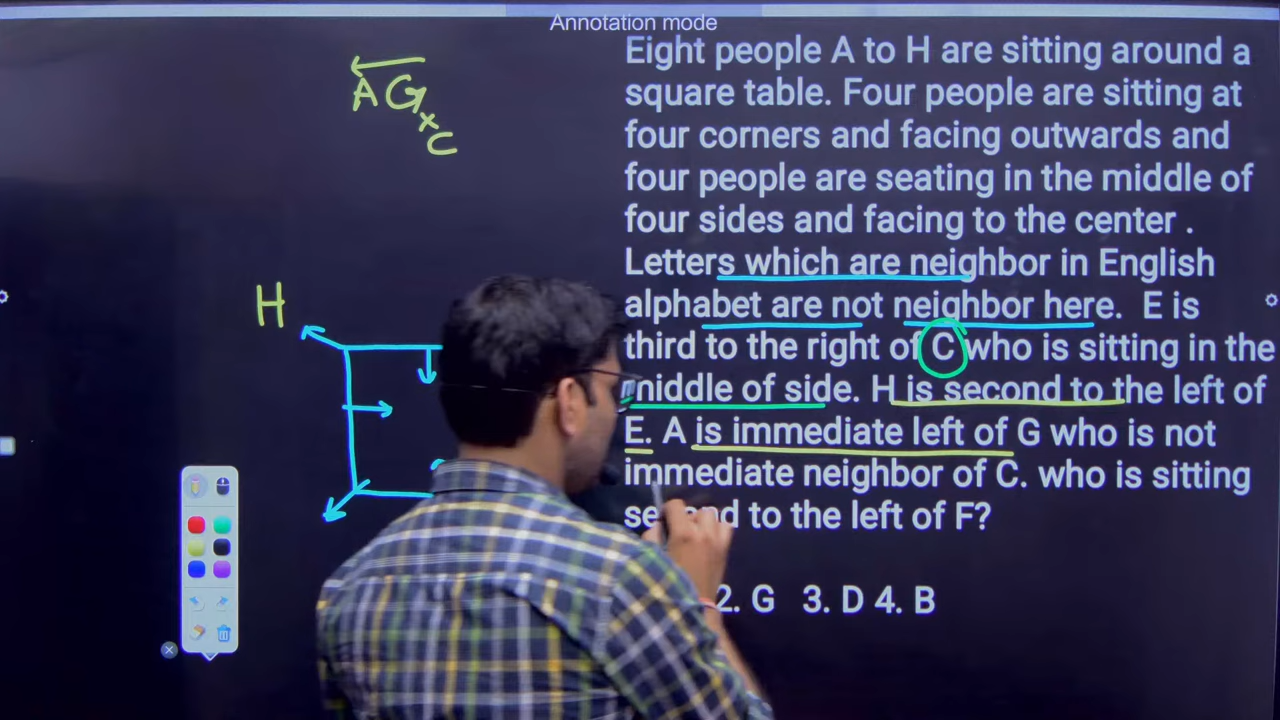 Annotation mode
Eight people A to H are sitting around a
square table. Four people are sitting at
four corners and facing outwards and
four people are seating in the middle of
four sides and facing to the center .
Letters which are neighbor in English
alphabet are not neighbor here. E is
third to the right of C who is sitting in the
middle of side. H is second to the left of
E. A is immediate left of G who is not
immediate neighbor of C. who is sitting
second to the left of F?
2. G 3. D 4. B
A G
C
H